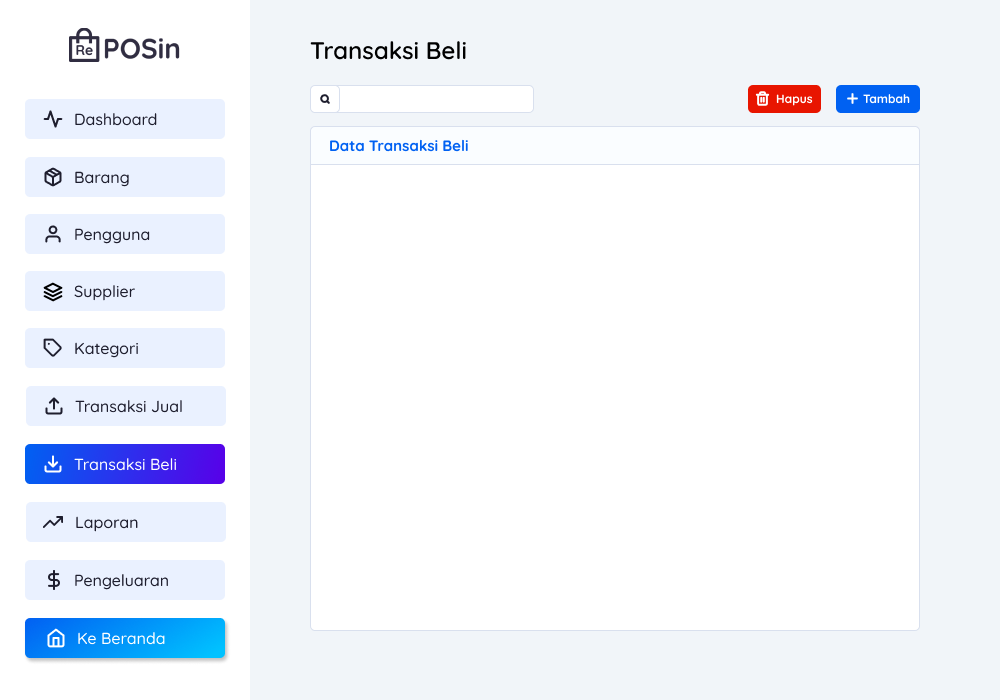 Re POSin
Dashboard
Barang
Pengguna
Supplier
Kategori
Transaksi Jual
Transaksi Beli
Laporan
Pengeluaran
Ke Beranda
Transaksi Beli
Hapus
Tambah
Data Transaksi Beli